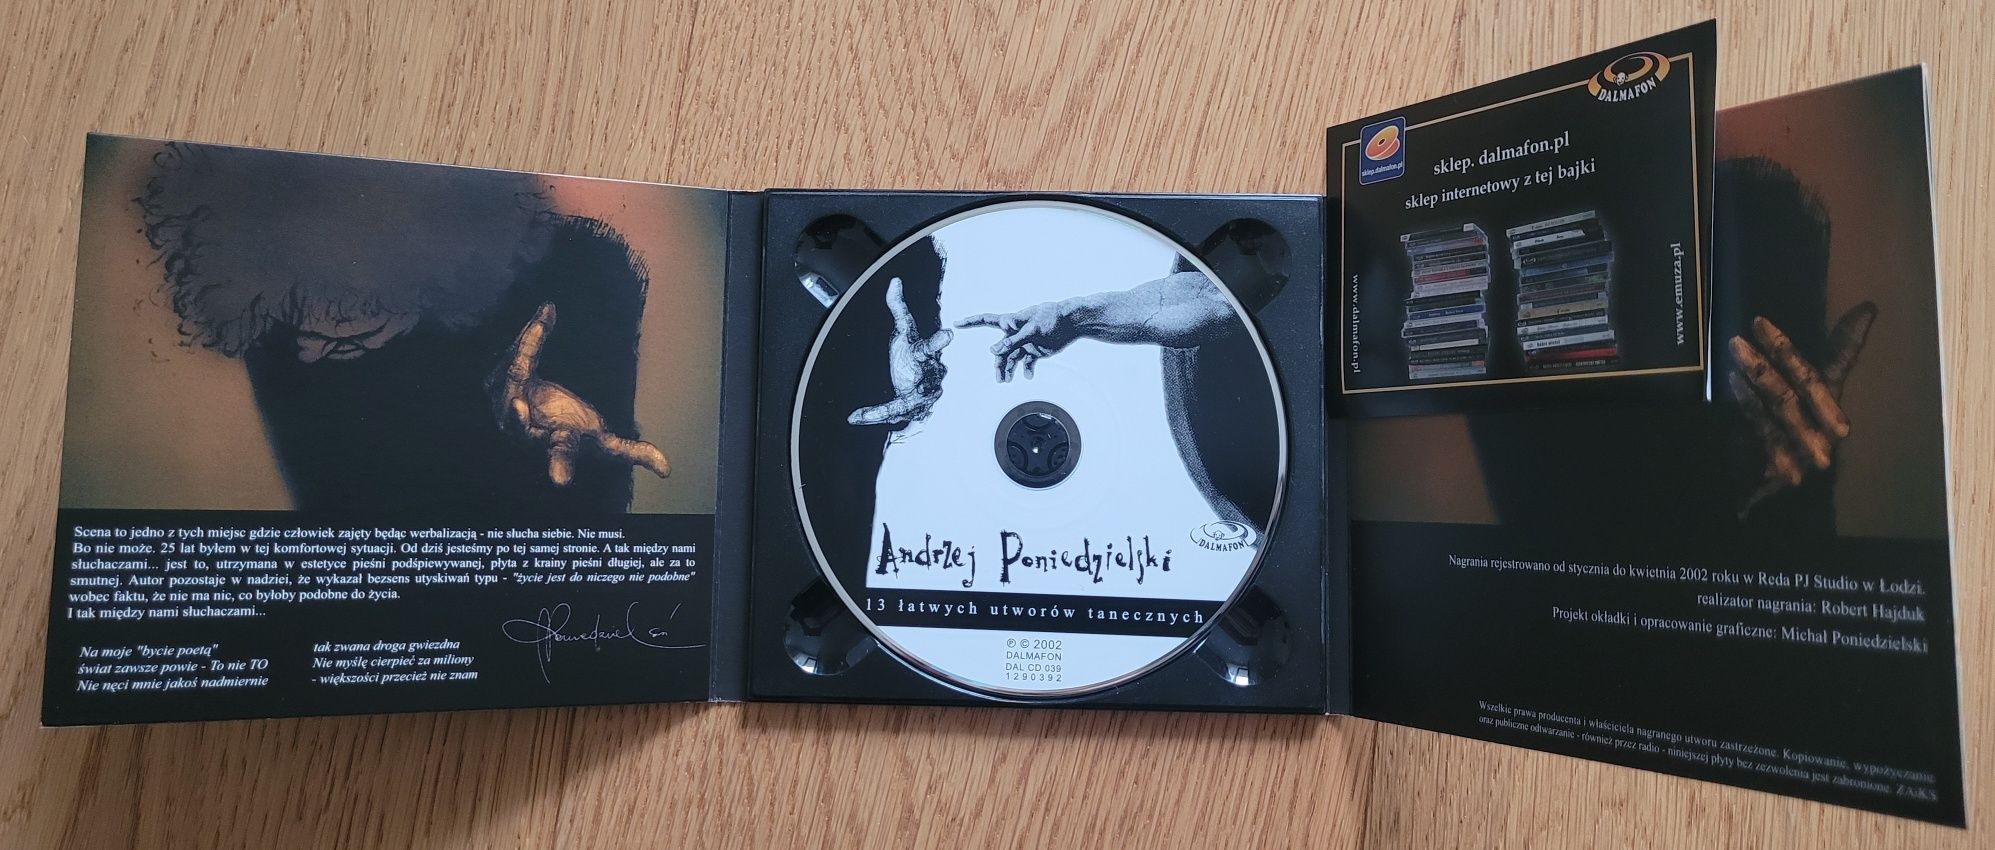 Scena to jedno z tych miejsc gdzie człowiek zajęty będąc werbalizacją - nie słucha siebie. Nie musi.
Bo nie może. 25 lat byłem w tej komfortowej sytuacji. Od dziś jesteśmy po tej samej stronie. A tak między nami
słuchaczami... jest to, utrzymana w estetyce pieśni podśpiewywanej, płyta z krainy pieśni długiej, ale za to
smutnej. Autor pozostaje w nadziei, że wykazał bezsens utyskiwań typu - "życie jest do niczego nie podobne"
wobec faktu, że nie ma nic, co byłoby podobne do życia.
I tak między nami słuchaczami...
Na moje "bycie poetą"
świat zawsze powie - To nie TO
Nie nęci mnie jakoś nadmiernie
tak zwana droga gwiezdna
Nie myślę cierpieć za miliony
- większości przecież nie znam
Andrzej Poniedzielski
DALMAFON
13 łatwych utworów tanecznych
℗ © 2002
DALMAFON
DAL CD 039
1290392
DALMAFON
sklep.dalmafon.pl
sklep. dalmafon.pl
sklep internetowy z tej bajki
www.dalmafon.pl
www.emuza.pl
Nagrania rejestrowano od stycznia do kwietnia 2002 roku w Reda PJ Studio w Łodzi.
realizator nagrania: Robert Hajduk
Projekt okładki i opracowanie graficzne: Michał Poniedzielski
Wszelkie prawa producenta i właściciela nagranego utworu zastrzeżone. Kopiowanie, wypożyczanie
oraz publiczne odtwarzanie - również przez radio - niniejszej płyty bez zezwolenia jest zabronione. ZAiKS